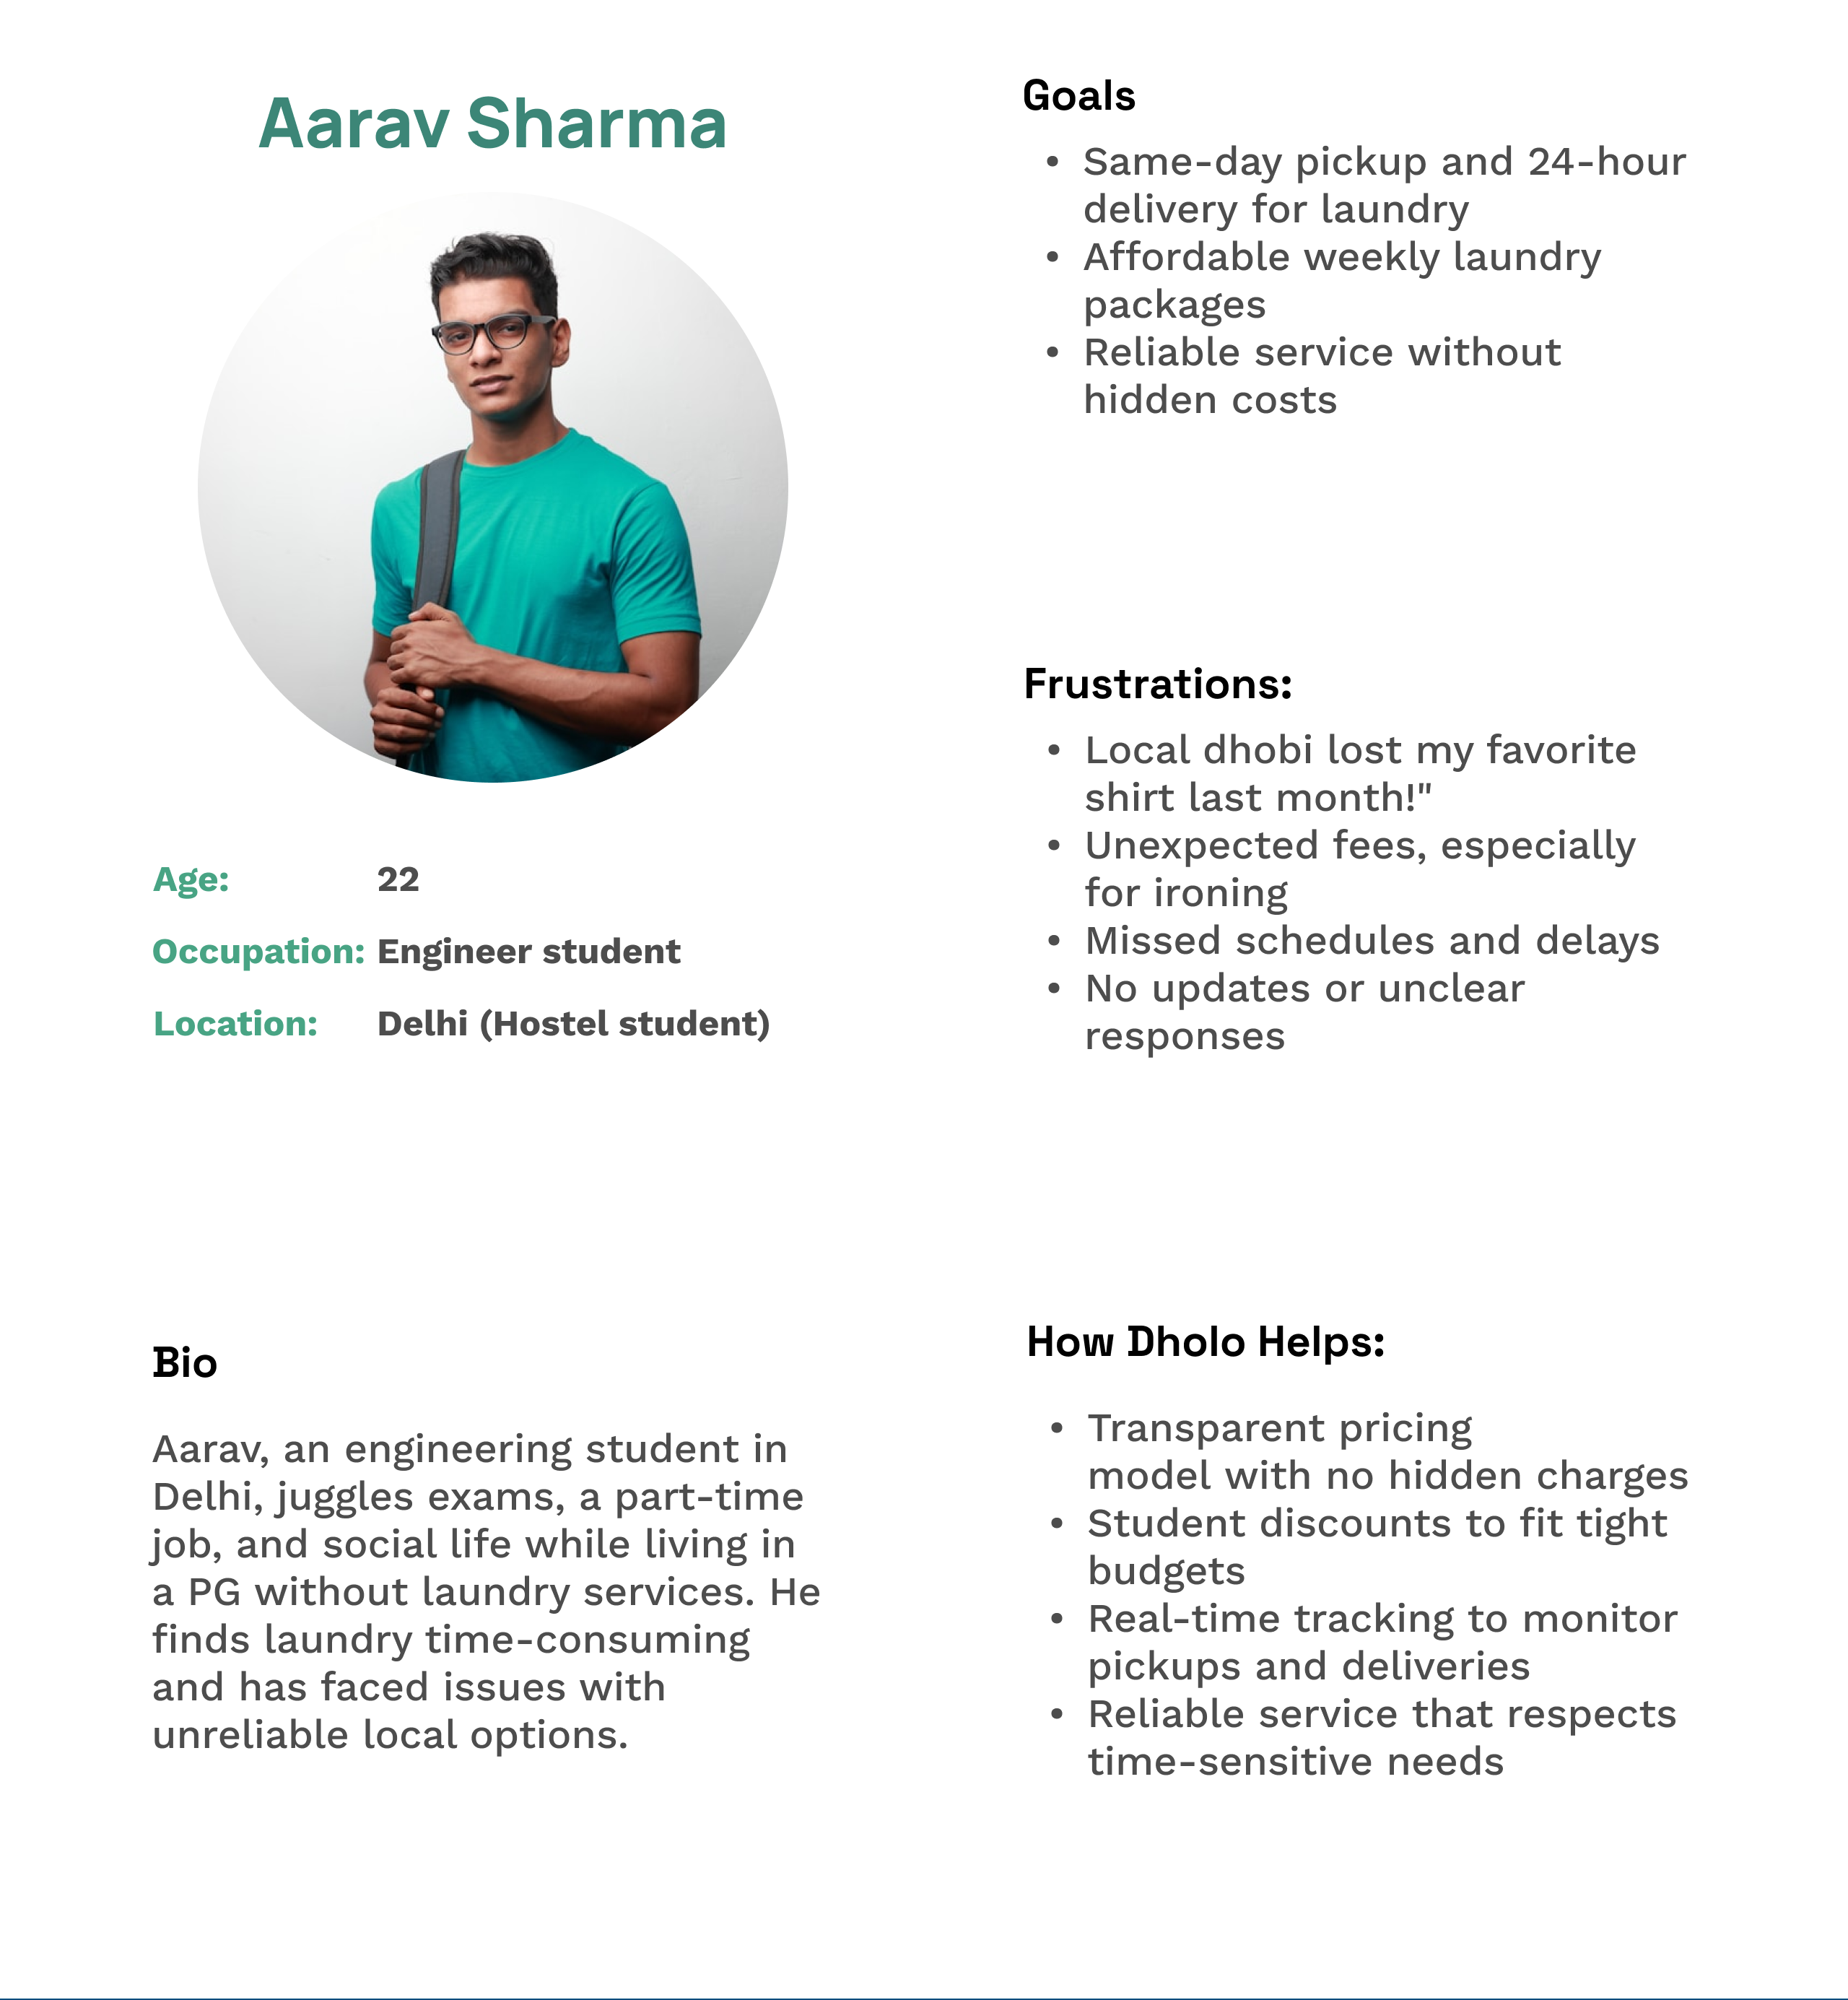 Aarav Sharma
Age: 22
Occupation: Engineer student
Location: Delhi (Hostel student)
Bio
Aarav, an engineering student in
Delhi, juggles exams, a part-time
job, and social life while living in
a PG without laundry services. He
finds laundry time-consuming
and has faced issues with
unreliable local options.
Goals
• Same-day pickup and 24-hour
delivery for laundry
• Affordable weekly laundry
packages
• Reliable service without
hidden costs
Frustrations:
• Local dhobi lost my favorite
shirt last month!"
• Unexpected fees, especially
for ironing
• Missed schedules and delays
• No updates or unclear
responses
How Dholo Helps:
• Transparent pricing
model with no hidden charges
• Student discounts to fit tight
budgets
• Real-time tracking to monitor
pickups and deliveries
• Reliable service that respects
time-sensitive needs